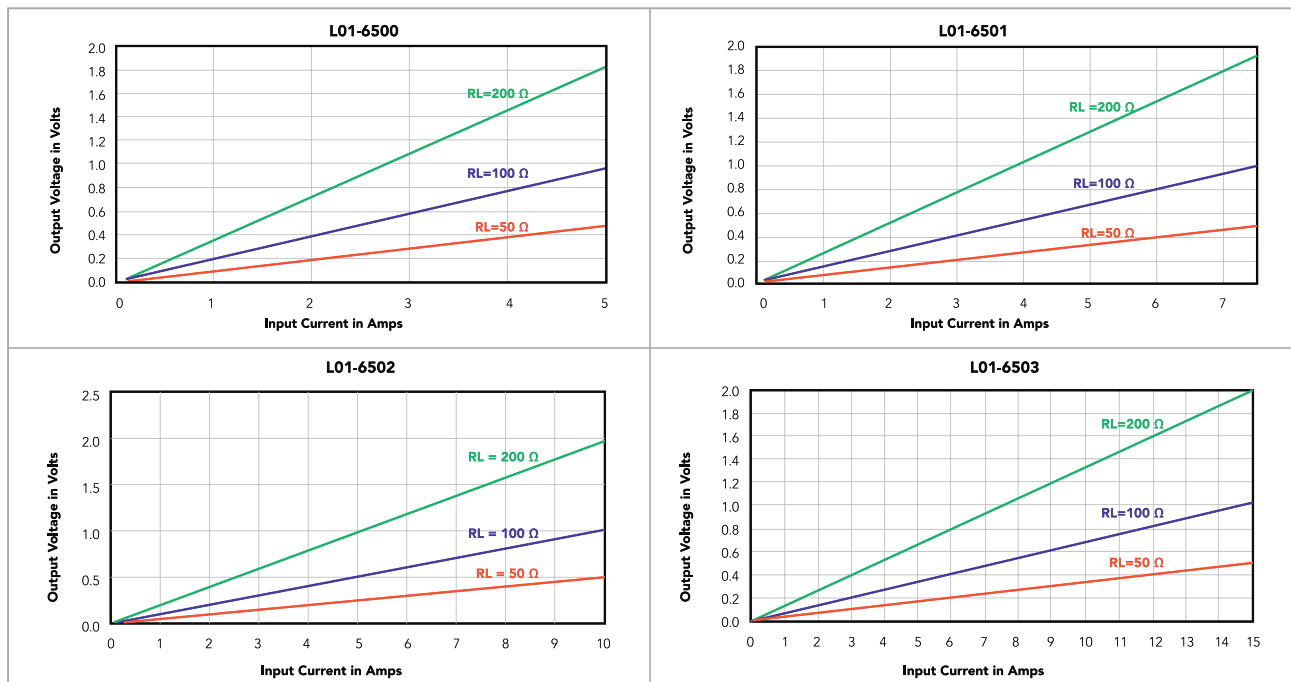 L01-6500
Output Voltage in Volts
2.0
1.8
1.6
1.4
1.2
1.0
0.8
0.6
0.4
0.2
0.0
RL=200 Ω
RL=100 Ω
RL=50 Ω
0 1 2 3 4 5
Input Current in Amps
L01-6501
Output Voltage in Volts
2.0
1.8
1.6
1.4
1.2
1.0
0.8
0.6
0.4
0.2
0.0
RL =200 Ω
RL=100 Ω
RL=50 Ω
0 1 2 3 4 5 6 7
Input Current in Amps
L01-6502
Output Voltage in Volts
2.5
2.0
1.5
1.0
0.5
0.0
RL = 200 Ω
RL = 100 Ω
RL = 50 Ω
0 1 2 3 4 5 6 7 8 9 10
Input Current in Amps
L01-6503
Output Voltage in Volts
2.0
1.8
1.6
1.4
1.2
1.0
0.8
0.6
0.4
0.2
0.0
RL=200 Ω
RL=100 Ω
RL=50 Ω
0 1 2 3 4 5 6 7 8 9 10 11 12 13 14 15
Input Current in Amps